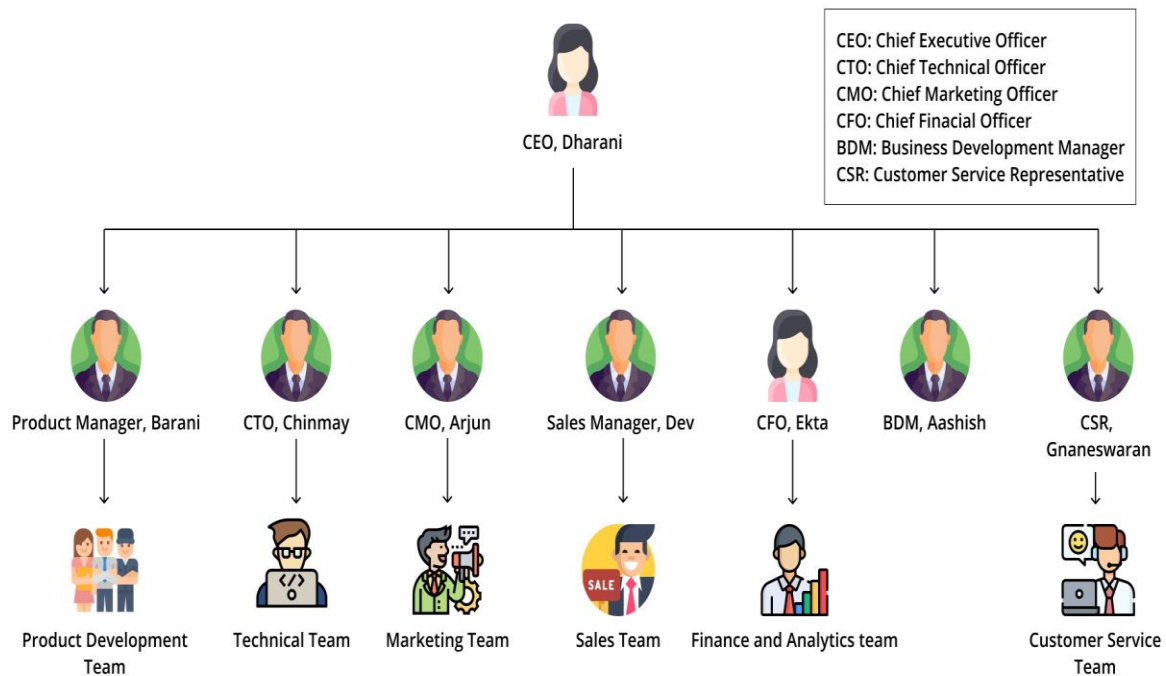 CEO: Chief Executive Officer
CTO: Chief Technical Officer
CMO: Chief Marketing Officer
CFO: Chief Finacial Officer
BDM: Business Development Manager
CSR: Customer Service Representative
CEO, Dharani
Product Manager, Barani
CTO, Chinmay
CMO, Arjun
Sales Manager, Dev
CFO, Ekta
BDM, Aashish
CSR,
Gnaneswaran
SALE
Product Development
Team
Technical Team
Marketing Team
Sales Team
Finance and Analytics team
Customer Service
Team